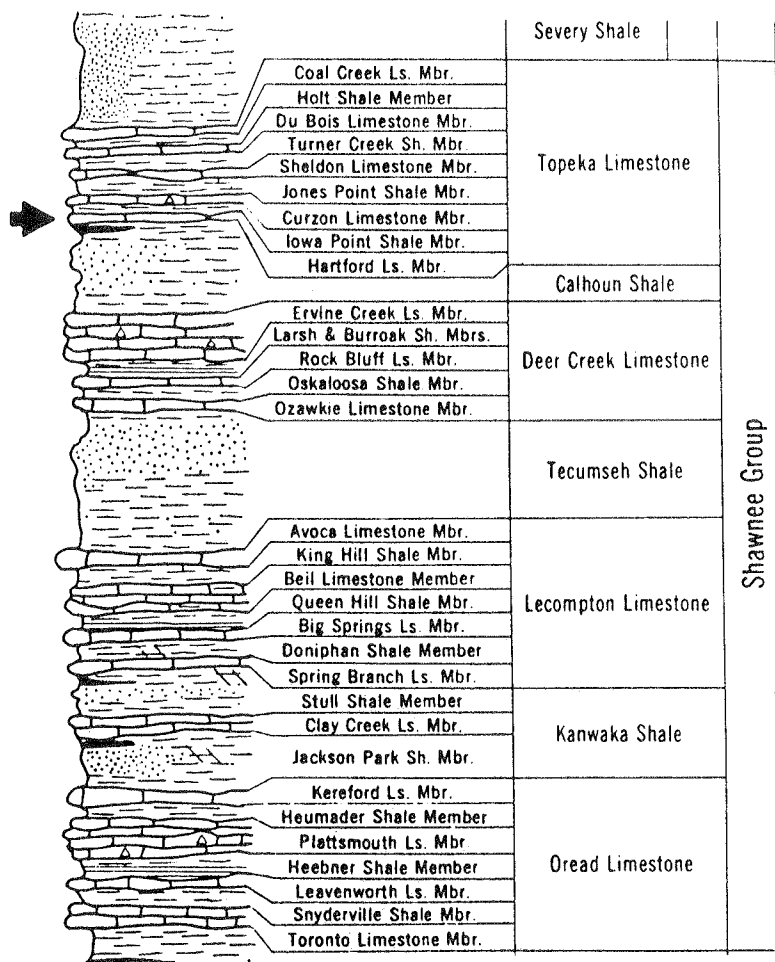 Severy Shale
Coal Creek Ls. Mbr.
Holt Shale Member
Du Bois Limestone Mbr.
Turner Creek Sh. Mbr.
Sheldon Limestone Mbr.
Jones Point Shale Mbr.
Curzon Limestone Mbr.
Iowa Point Shale Mbr.
Hartford Ls. Mbr.
Topeka Limestone
Calhoun Shale
Ervine Creek Ls. Mbr.
Larsh & Burroak Sh. Mbrs.
Rock Bluff Ls. Mbr.
Oskaloosa Shale Mbr.
Ozawkie Limestone Mbr.
Deer Creek Limestone
Tecumseh Shale
Avoca Limestone Mbr.
King Hill Shale Mbr.
Beil Limestone Member
Queen Hill Shale Mbr.
Big Springs Ls. Mbr.
Doniphan Shale Member
Spring Branch Ls. Mbr.
Lecompton Limestone
Stull Shale Member
Clay Creek Ls. Mbr.
Jackson Park Sh. Mbr.
Kanwaka Shale
Kereford Ls. Mbr.
Heumader Shale Member
Plattsmouth Ls. Mbr
Heebner Shale Member
Leavenworth Ls. Mbr.
Snyderville Shale Mbr.
Toronto Limestone Mbr.
Oread Limestone
Shawnee Group